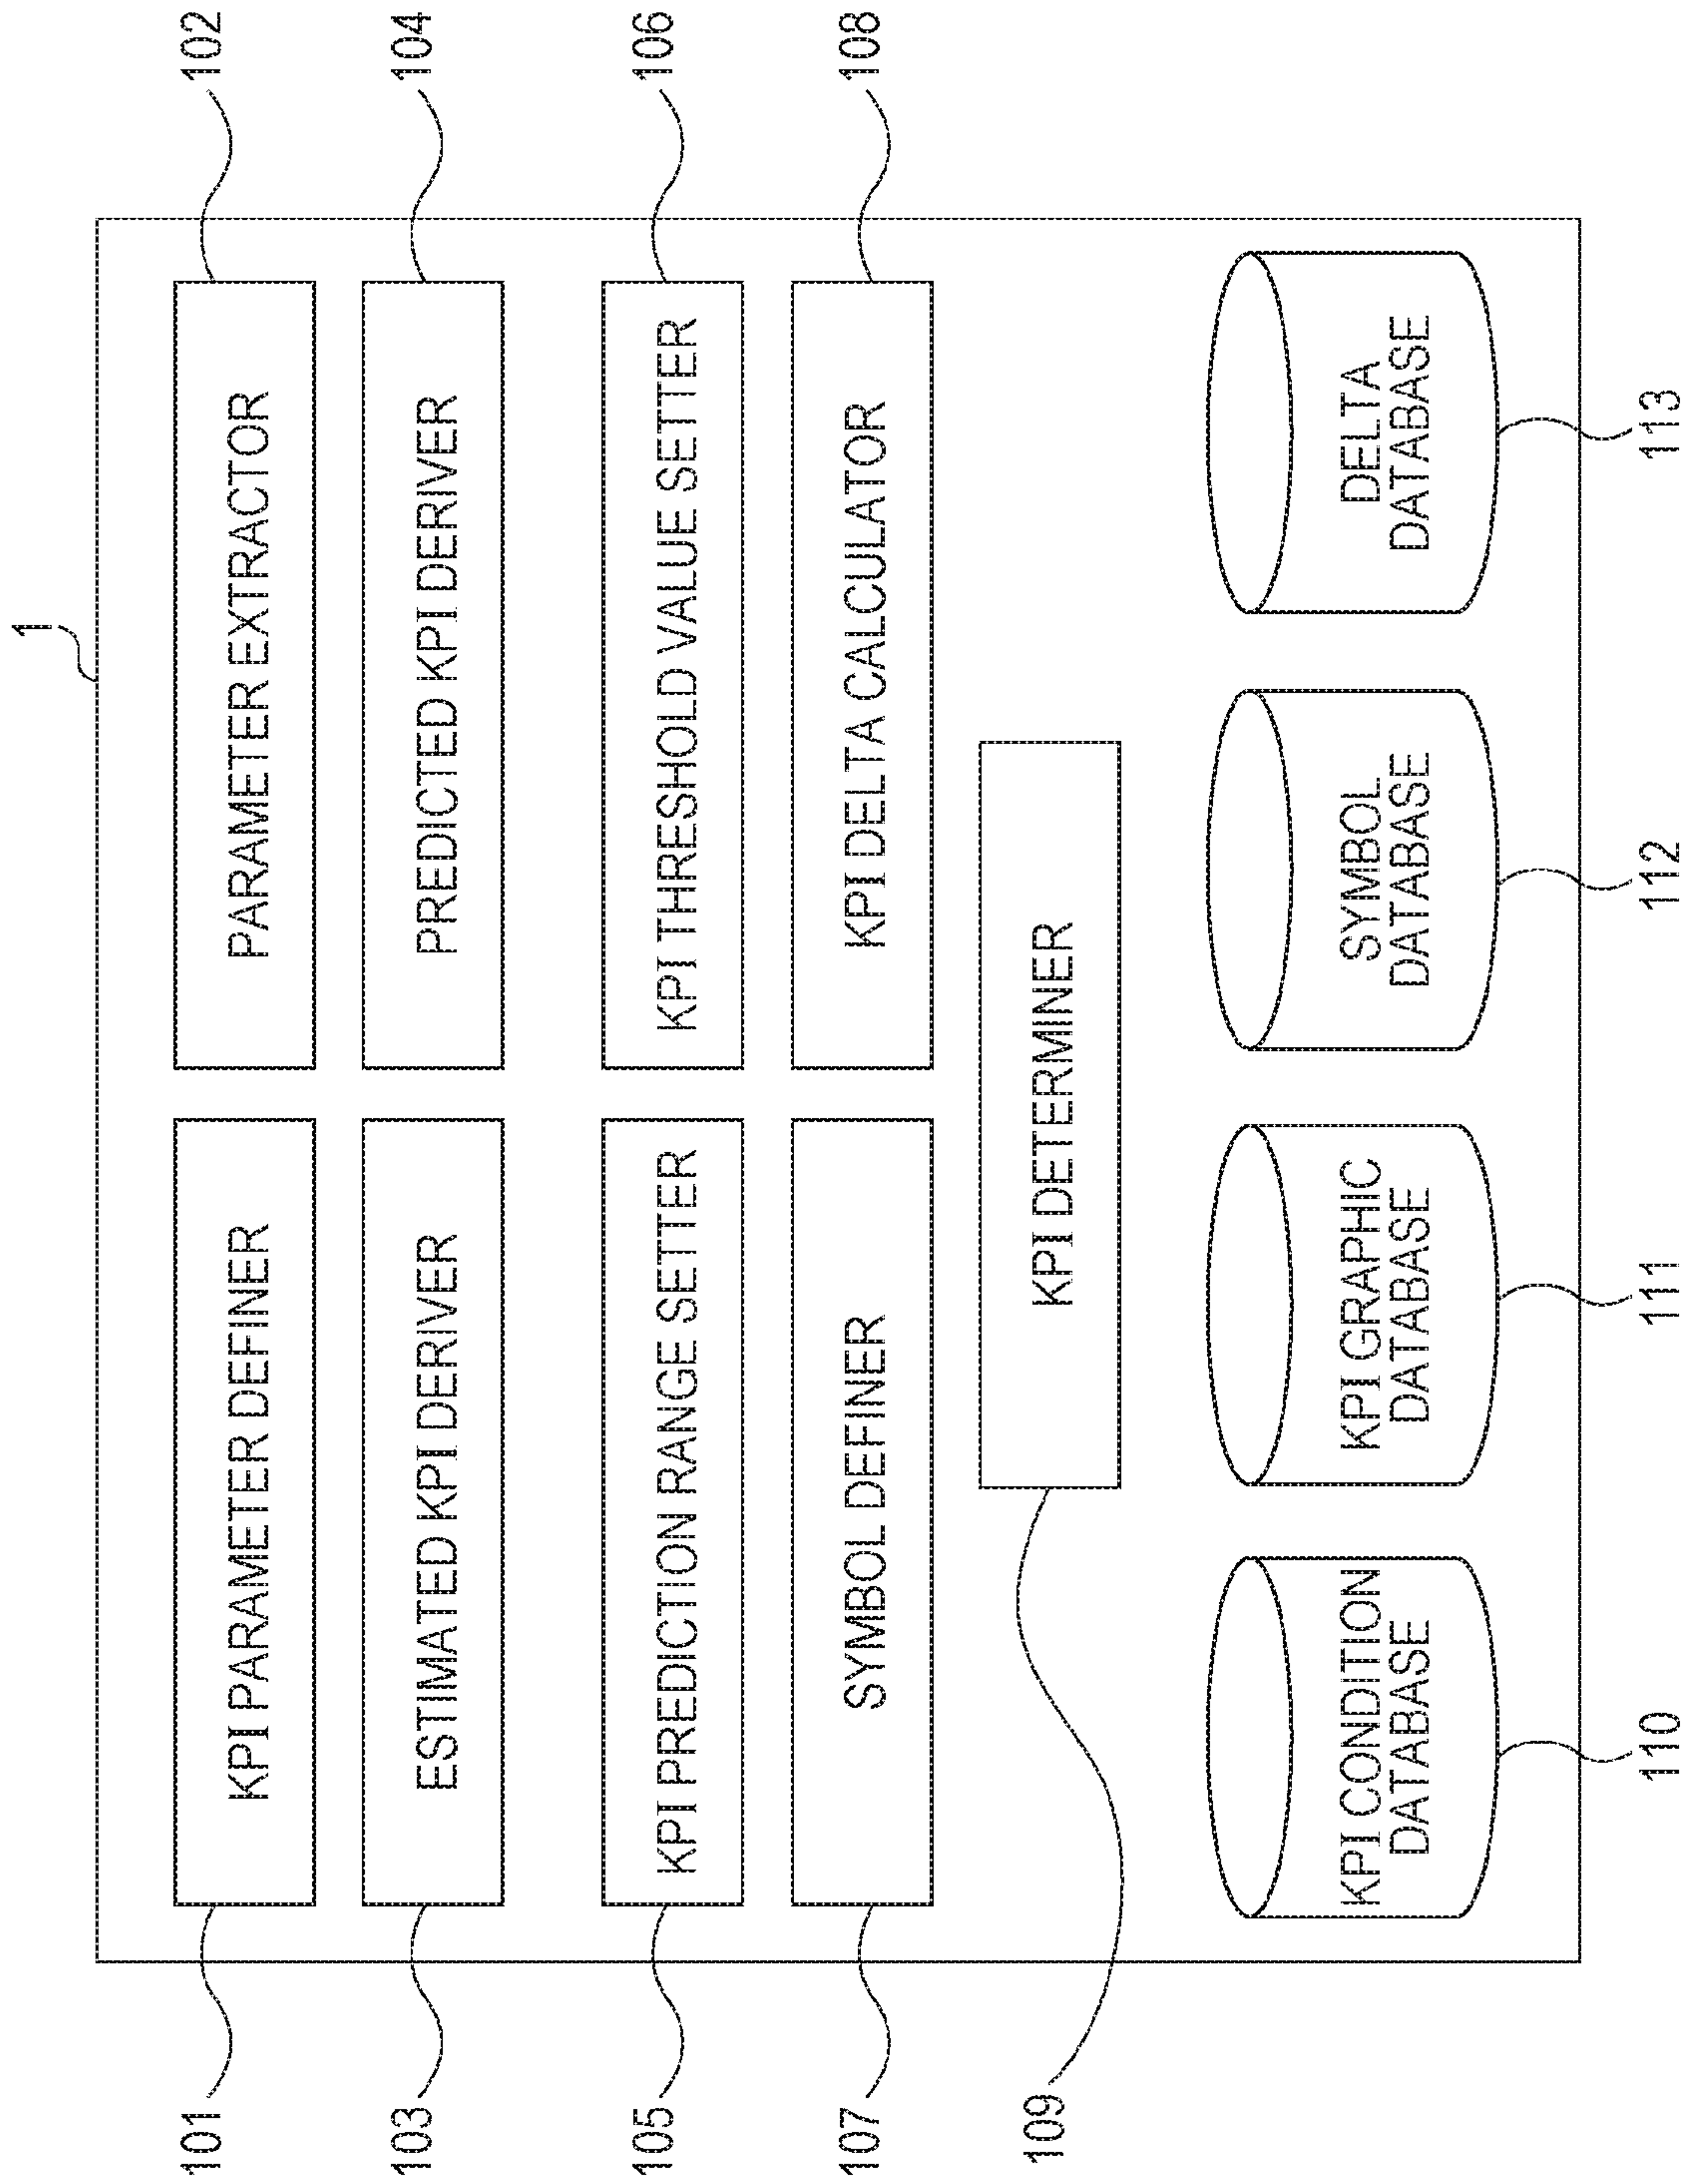 1
101
KPI PARAMETER DEFINER
PARAMETER EXTRACTOR
102
103
ESTIMATED KPI DERIVER
PREDICTED KPI DERIVER
104
105
KPI PREDICTION RANGE SETTER
KPI THRESHOLD VALUE SETTER
106
107
SYMBOL DEFINER
KPI DELTA CALCULATOR
108
109
KPI DETERMINER
KPI CONDITION
DATABASE
KPI GRAPHIC
DATABASE
SYMBOL
DATABASE
DELTA
DATABASE
110
111
112
113